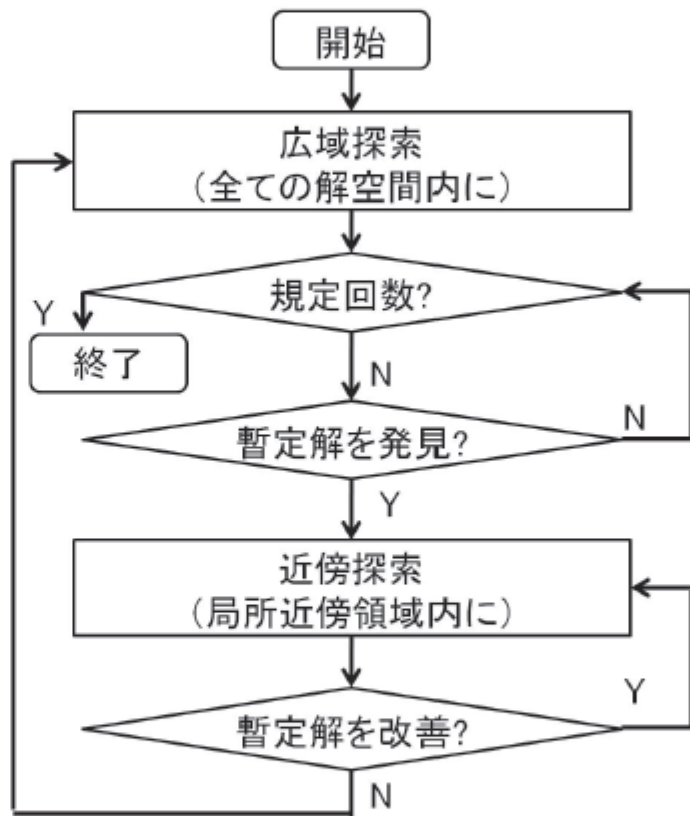 開始
広域探索
(全ての解空間内に)
規定回数?
Y
終了
N
暫定解を発見?
N
Y
近傍探索
(局所近傍領域内に)
Y
暫定解を改善?
N